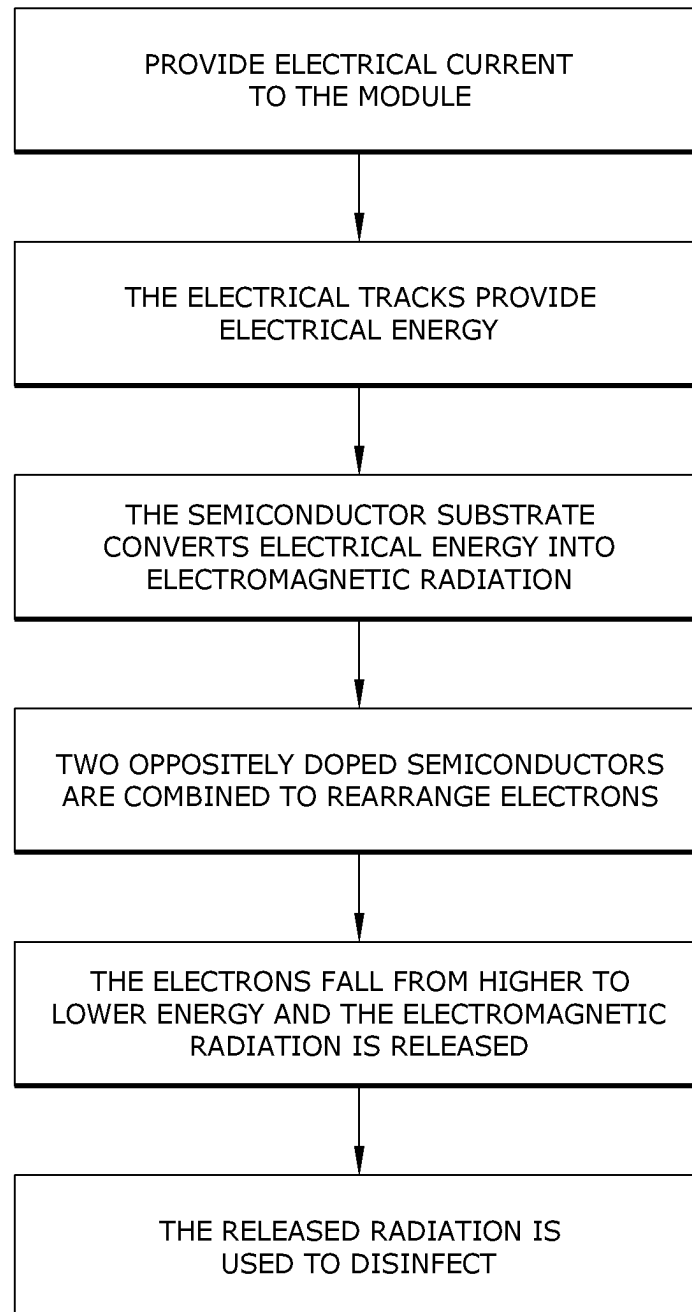 PROVIDE ELECTRICAL CURRENT
TO THE MODULE
THE ELECTRICAL TRACKS PROVIDE
ELECTRICAL ENERGY
THE SEMICONDUCTOR SUBSTRATE
CONVERTS ELECTRICAL ENERGY INTO
ELECTROMAGNETIC RADIATION
TWO OPPOSITELY DOPED SEMICONDUCTORS
ARE COMBINED TO REARRANGE ELECTRONS
THE ELECTRONS FALL FROM HIGHER TO
LOWER ENERGY AND THE ELECTROMAGNETIC
RADIATION IS RELEASED
THE RELEASED RADIATION IS
USED TO DISINFECT